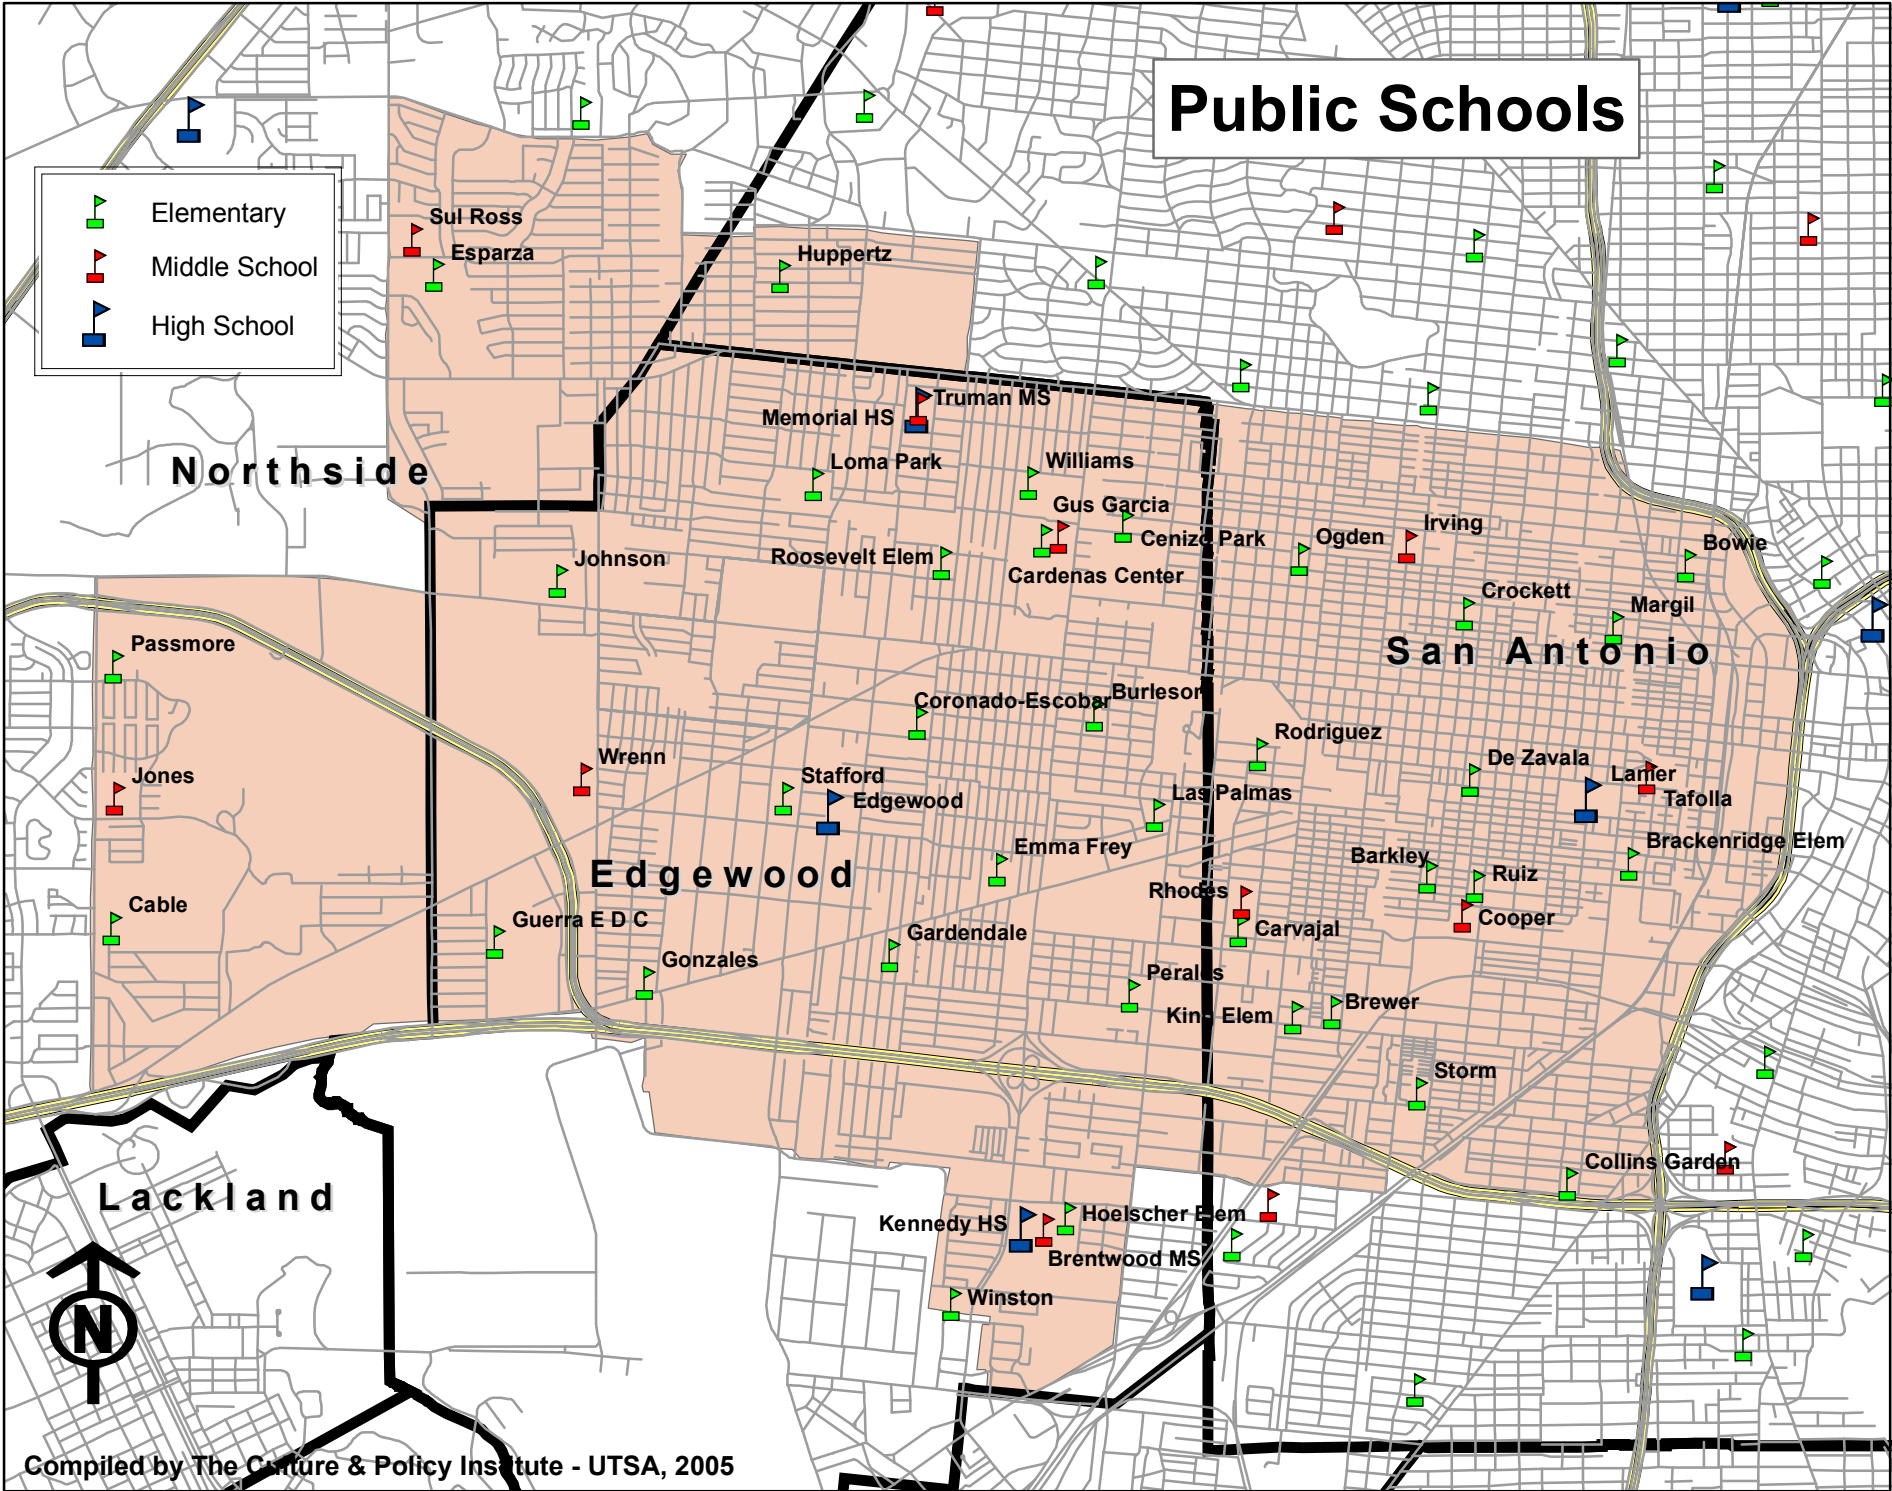 Public Schools
Elementary
Middle School
High School
Sul Ross
Esparza
Huppertz
Truman MS
Memorial HS
Northside
Loma Park
Williams
Gus Garcia
Cenizo Park
Ogden
Irving
Bowie
Johnson
Roosevelt Elem
Cardenas Center
Crockett
Margil
San Antonio
Passmore
Coronado-Escobar
Burleson
Rodriguez
De Zavala
Lanier
Tafolla
Jones
Wrenn
Stafford
Edgewood
Las Palmas
Emma Frey
Barkley
Brackenridge Elem
Edgewood
Ruiz
Rhodes
Cooper
Cable
Guerra E D C
Gardendale
Carvajal
Gonzales
Perales
King Elem
Brewer
Storm
Collins Garden
Lackland
Kennedy HS
Hoelscher Elem
Brentwood MS
Winston
N
Compiled by The Culture & Policy Institute - UTSA, 2005